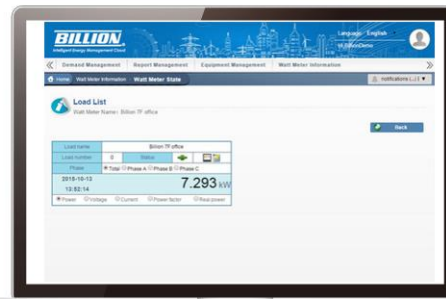 BILLION
Intelligent Energy Management Cloud
Language: English
Hi, BillionDemo
Demand Management Report Management Equipment Management Watt Meter Information
Home Watt Meter Information Watt Meter State
notifications
Load List
Watt Meter Name: Billion 7F office
Back
Load name Billion 7F office
Load number 0 Status
Phase Total Phase A Phase B Phase C
2015-10-13
13:52:14
7.293 kW
Power Voltage Current Power factor Real power